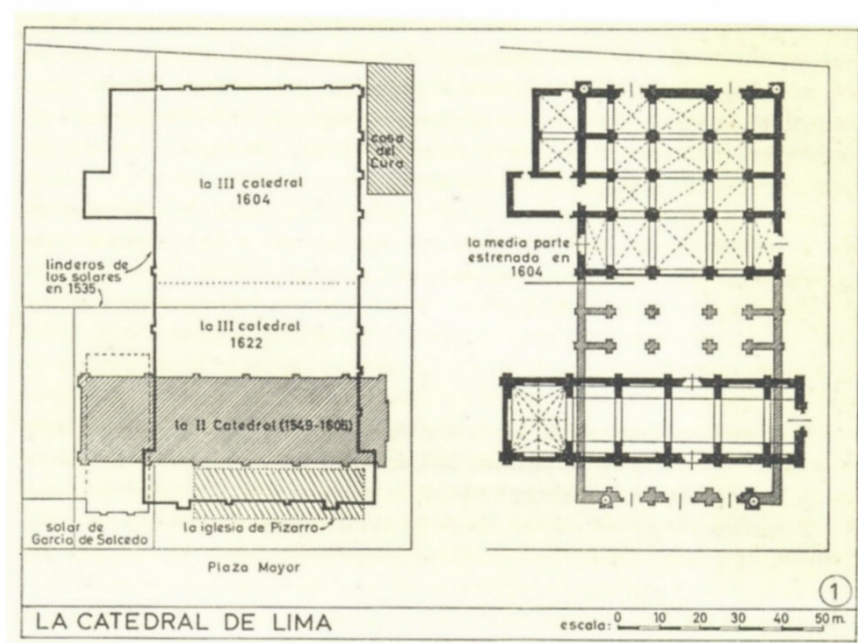 casa
del
Cura
la III catedral
1604
linderos de
los solares
en 1535
la III catedral
1622
la II Catedral (1549-1606)
solar de
Garcia de Salcedo
la iglesia de Pizarro
Plaza Mayor
la media parte
estrenada en
1604
1
LA CATEDRAL DE LIMA
escala: 0 10 20 30 40 50 m.